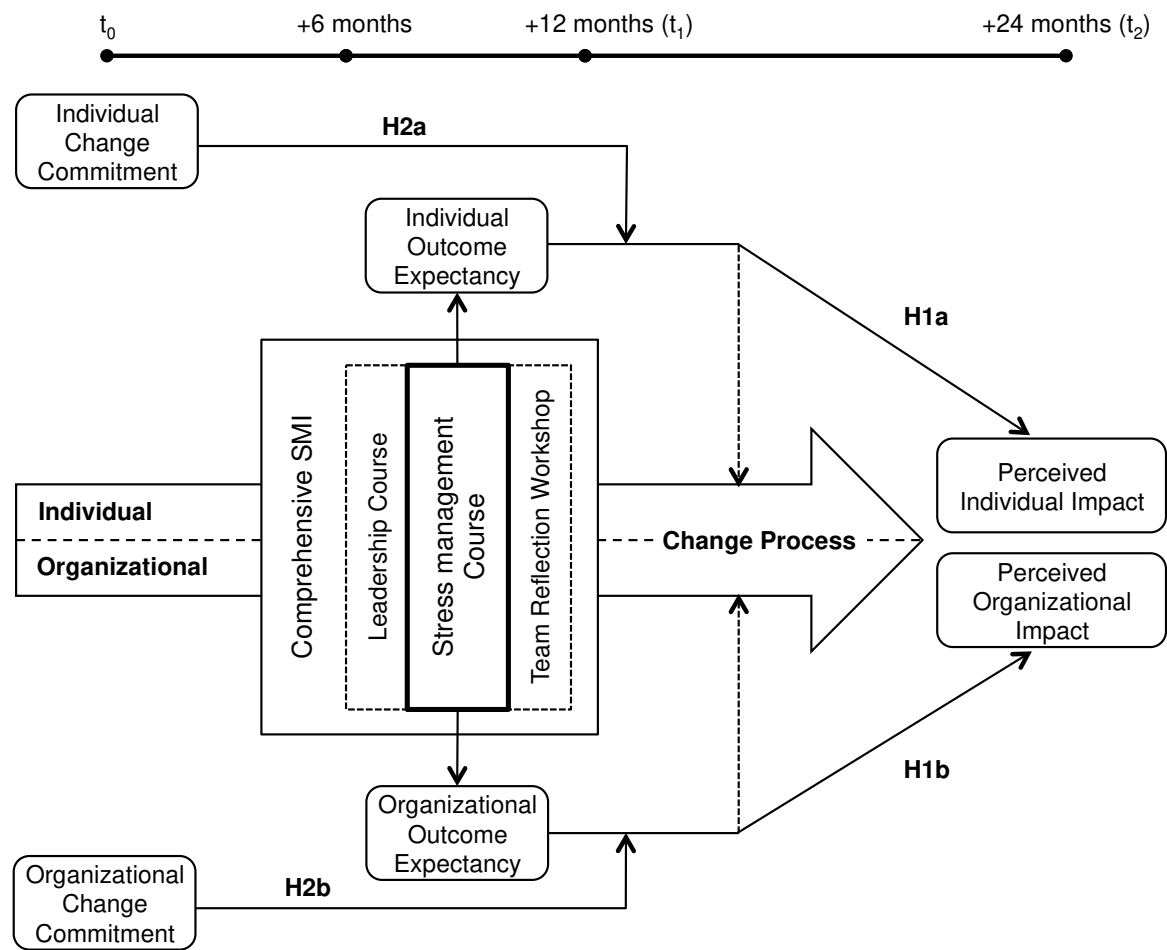 t₀
+6 months
+12 months (t₁)
+24 months (t₂)
Individual
Change
Commitment
H2a
Individual
Outcome
Expectancy
H1a
Comprehensive SMI
Leadership Course
Stress management
Course
Team Reflection Workshop
Individual
Organizational
Change Process
Perceived
Individual Impact
Perceived
Organizational
Impact
H1b
Organizational
Outcome
Expectancy
H2b
Organizational
Change
Commitment